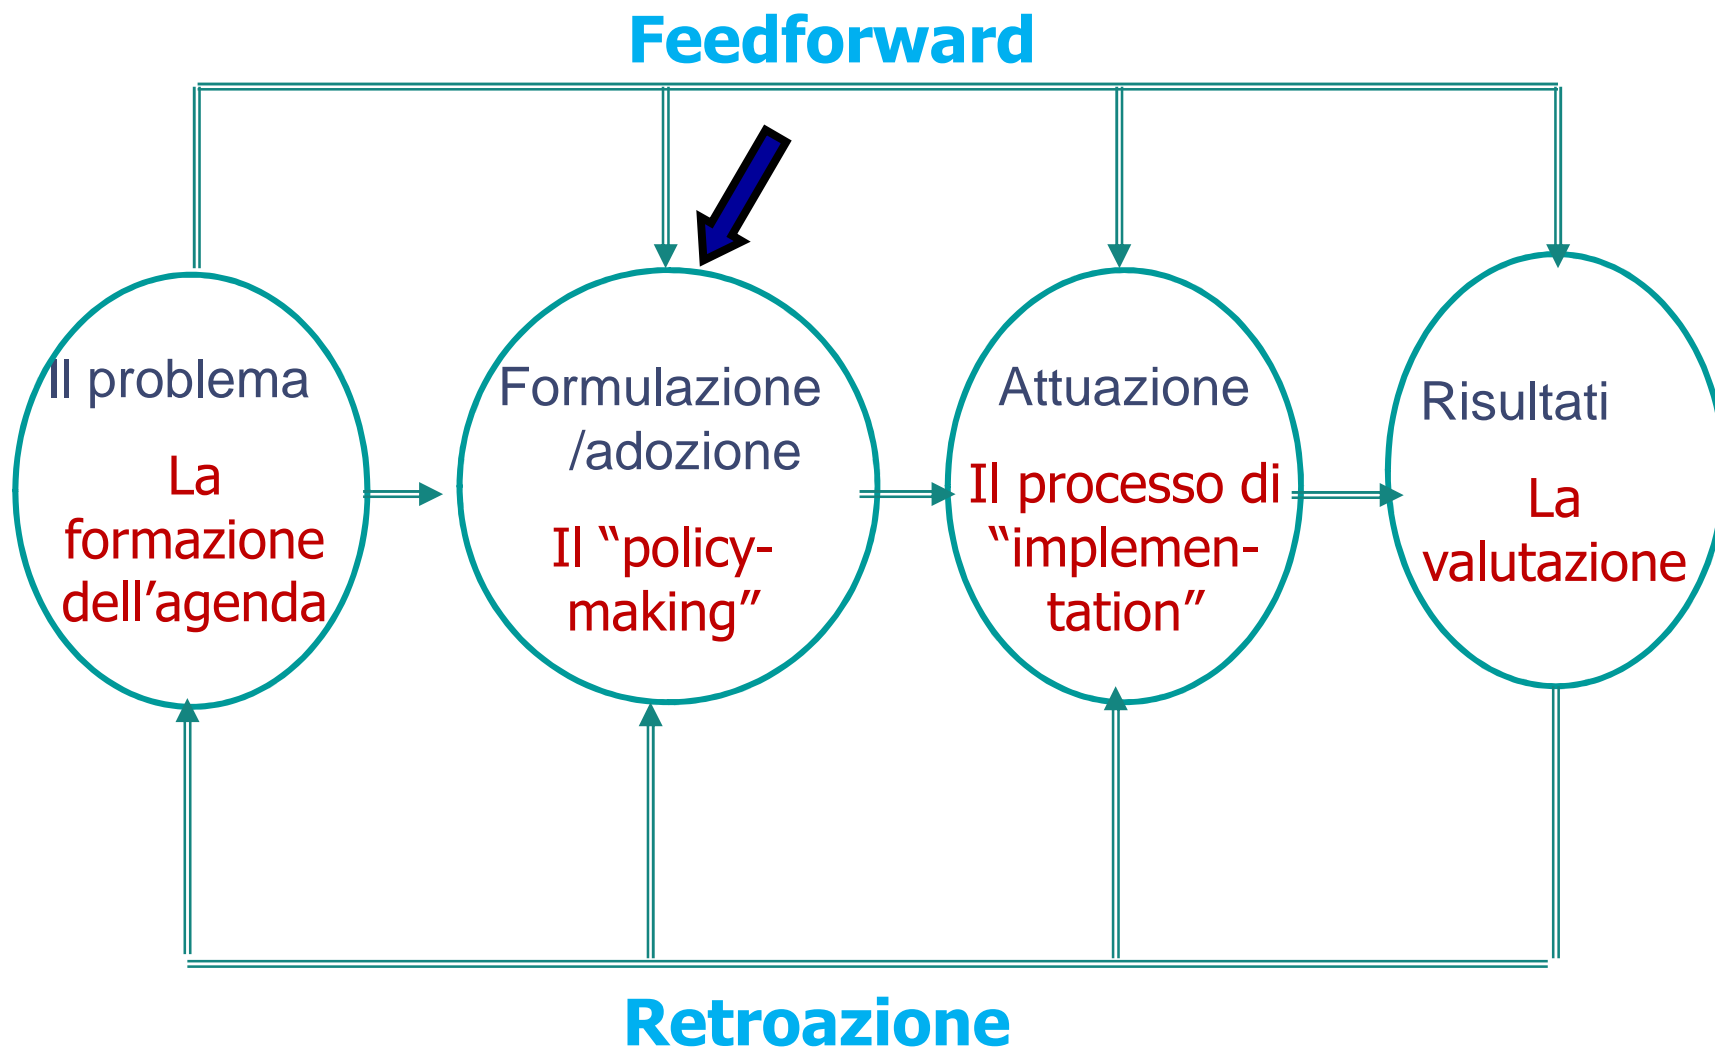 Feedforward
Il problema
La
formazione
dell’agenda
Formulazione
/adozione
Il “policy-
making”
Attuazione
Il processo di
“implemen-
tation”
Risultati
La
valutazione
Retroazione